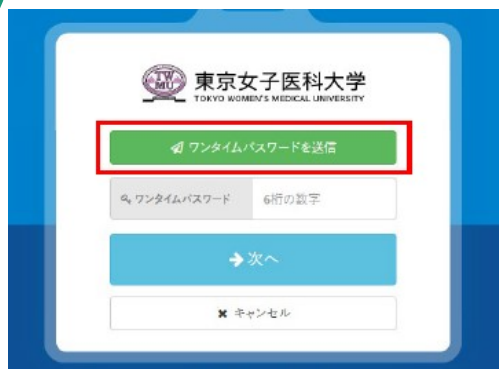 TWMU
東京女子医科大学
TOKYO WOMEN'S MEDICAL UNIVERSITY
ワンタイムパスワードを送信
ワンタイムパスワード 6桁の数字
次へ
キャンセル